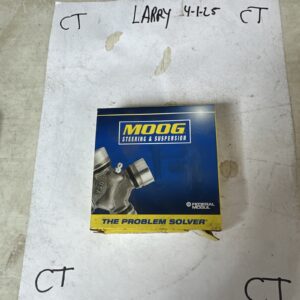 CT
LARRY 4-1-25
CT
MOOG
STEERING & SUSPENSION
FEDERAL
MOGUL
THE PROBLEM SOLVER®
CT
CT